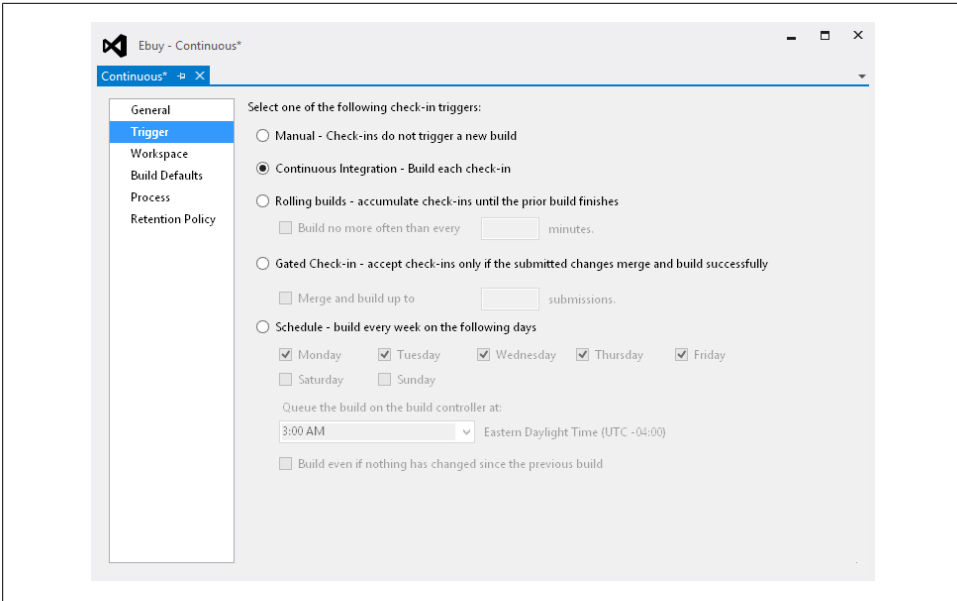 Ebuy - Continuous*
Continuous*
General
Trigger
Workspace
Build Defaults
Process
Retention Policy
Select one of the following check-in triggers:
Manual - Check-ins do not trigger a new build
Continuous Integration - Build each check-in
Rolling builds - accumulate check-ins until the prior build finishes
Build no more often than every minutes.
Gated Check-in - accept check-ins only if the submitted changes merge and build successfully
Merge and build up to submissions.
Schedule - build every week on the following days
Monday Tuesday Wednesday Thursday Friday
Saturday Sunday
Queue the build on the build controller at:
3:00 AM Eastern Daylight Time (UTC -04:00)
Build even if nothing has changed since the previous build